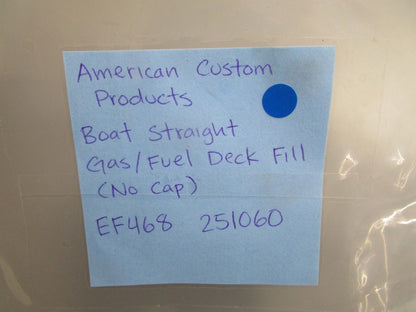 American Custom
Products
Boat Straight
Gas/Fuel Deck Fill
(No Cap)
EF468 251060